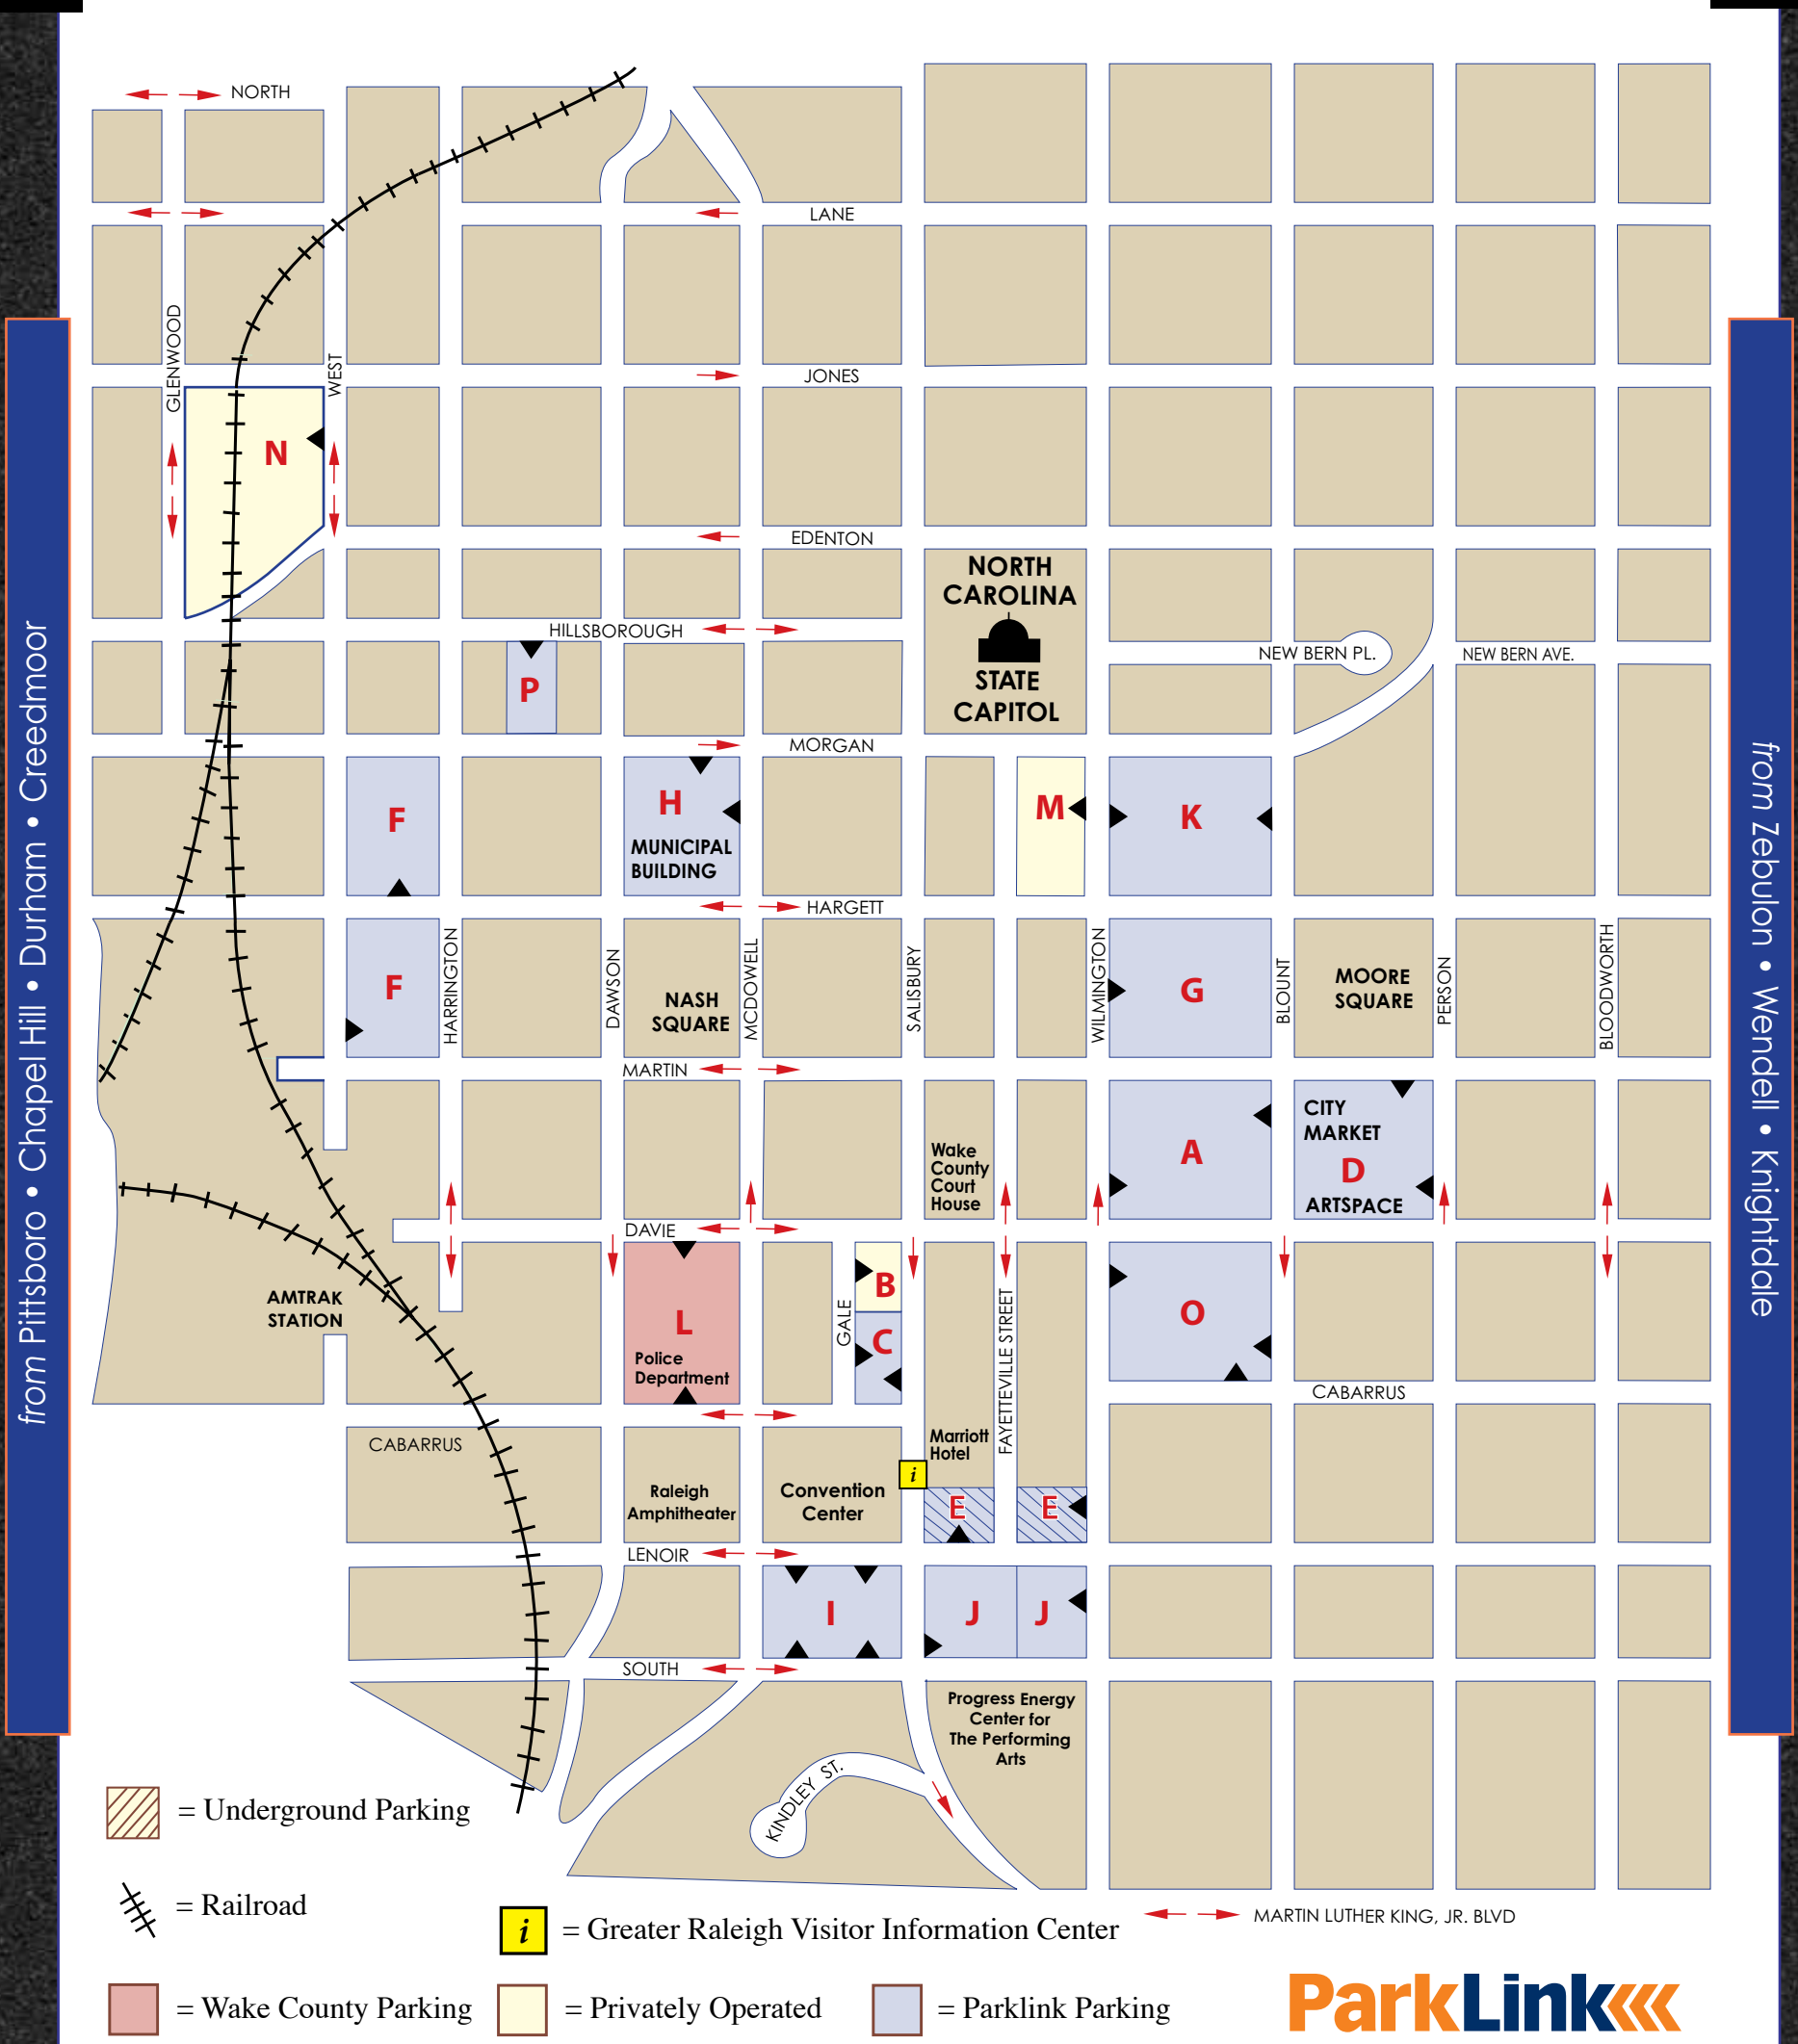 NORTH
LANE
GLENWOOD
WEST
JONES
N
EDENTON
NORTH
CAROLINA
STATE
CAPITOL
HILLSBOROUGH
NEW BERN PL.
NEW BERN AVE.
P
MORGAN
F
H
MUNICIPAL
BUILDING
M
K
HARGETT
F
HARRINGTON
DAWSON
NASH
SQUARE
MCDOWELL
SALISBURY
WILMINGTON
G
BLOUNT
MOORE
SQUARE
PERSON
BLOODWORTH
MARTIN
Wake
County
Court
House
A
CITY
MARKET
D
ARTSPACE
DAVIE
AMTRAK
STATION
L
Police
Department
GALE
B
C
FAYETTEVILLE STREET
O
CABARRUS
CABARRUS
Marriott
Hotel
i
Raleigh
Amphitheater
Convention
Center
E
E
LENOIR
I
J
J
SOUTH
Progress Energy
Center for
The Performing
Arts
KINDLEY ST.
from Pittsboro • Chapel Hill • Durham • Creedmoor
from Zebulon • Wendell • Knightdale
= Underground Parking
= Railroad
i = Greater Raleigh Visitor Information Center
MARTIN LUTHER KING, JR. BLVD
= Wake County Parking
= Privately Operated
= Parklink Parking
ParkLink